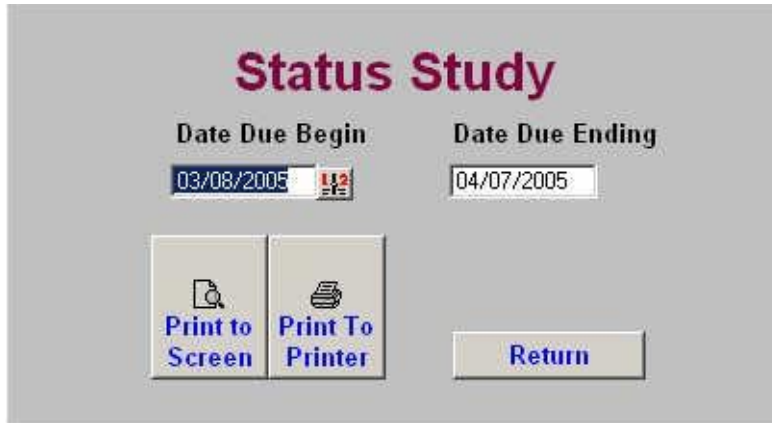 Status Study
Date Due Begin
Date Due Ending
03/08/2005
04/07/2005
Print to
Screen
Print To
Printer
Return